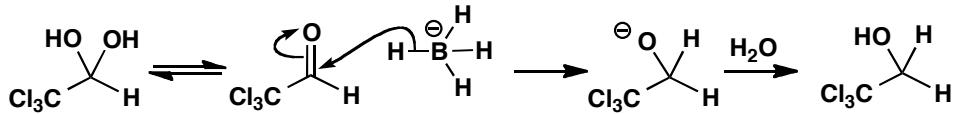 HO OH
Cl3C H
O
Cl3C H
⊖ H
H B H
H
⊖ O H
Cl3C H
H2O
HO H
Cl3C H